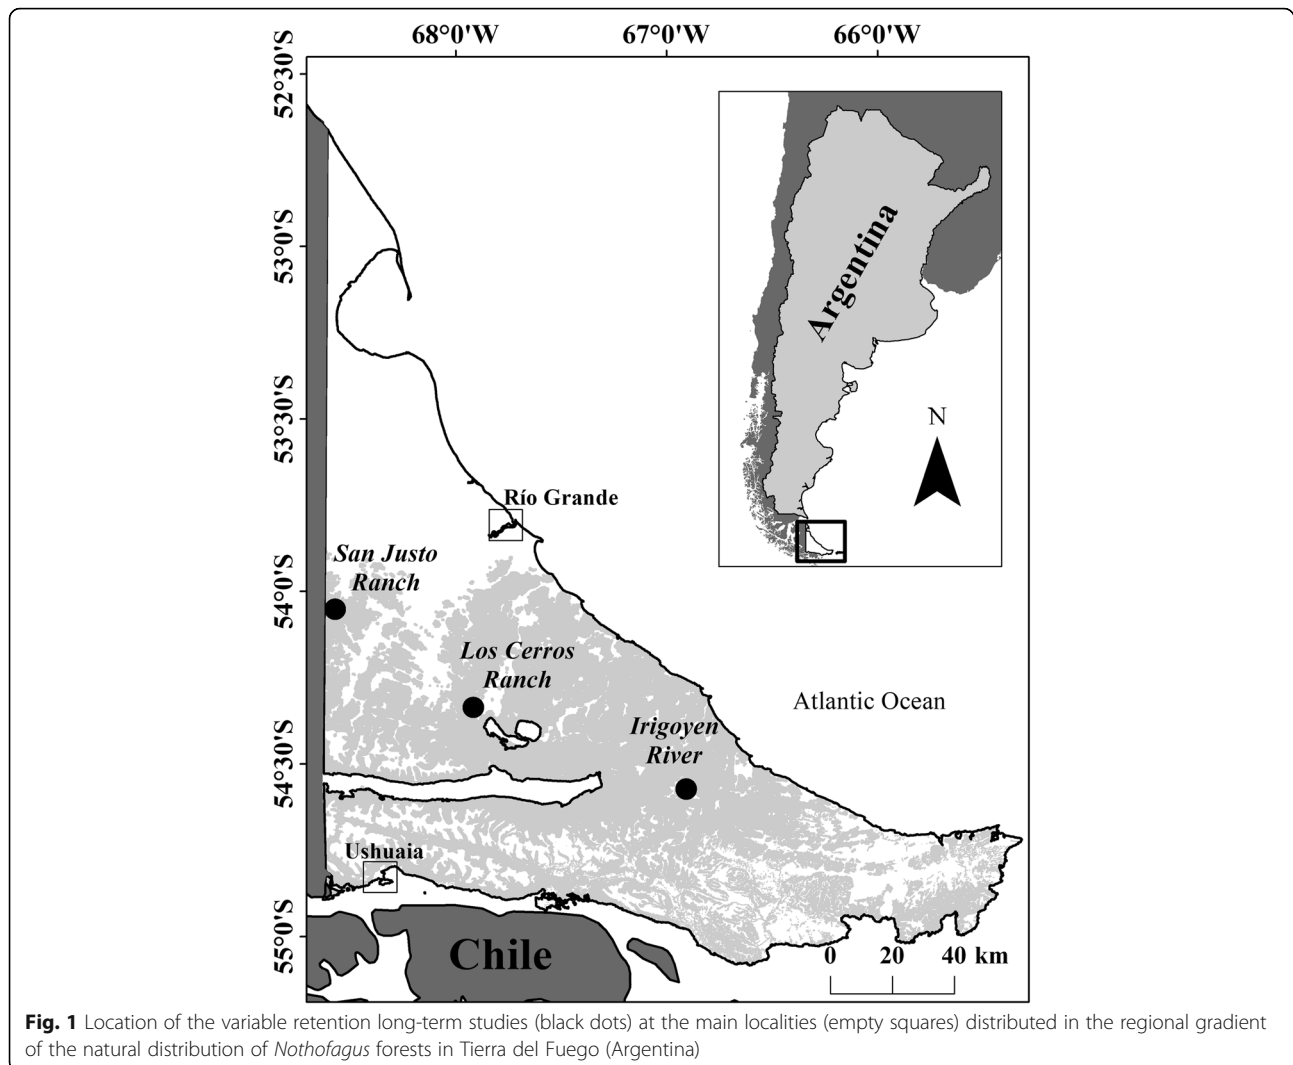 68°0'W 67°0'W 66°0'W
52°30'S
53°0'S
Argentina
53°30'S
N
Río Grande
San Justo
Ranch
54°0'S
Los Cerros
Ranch
Atlantic Ocean
Irigoyen
River
54°30'S
Ushuaia
55°0'S
Chile
0 20 40 km
Fig. 1 Location of the variable retention long-term studies (black dots) at the main localities (empty squares) distributed in the regional gradient
of the natural distribution of Nothofagus forests in Tierra del Fuego (Argentina)